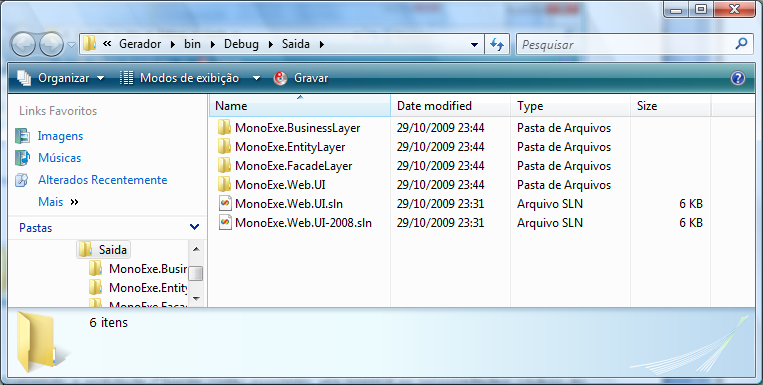 « Gerador › bin › Debug › Saida ›
Pesquisar
Organizar
Modos de exibição
»
Gravar
Links Favoritos
Imagens
Músicas
Alterados Recentemente
Mais »
Pastas
Saida
MonoExe.Busin
MonoExe.Entity
MonoExe.Facad
Name Date modified Type Size
MonoExe.BusinessLayer 29/10/2009 23:44 Pasta de Arquivos
MonoExe.EntityLayer 29/10/2009 23:44 Pasta de Arquivos
MonoExe.FacadeLayer 29/10/2009 23:44 Pasta de Arquivos
MonoExe.Web.UI 29/10/2009 23:44 Pasta de Arquivos
MonoExe.Web.UI.sln 29/10/2009 23:31 Arquivo SLN 6 KB
MonoExe.Web.UI-2008.sln 29/10/2009 23:31 Arquivo SLN 6 KB
6 itens